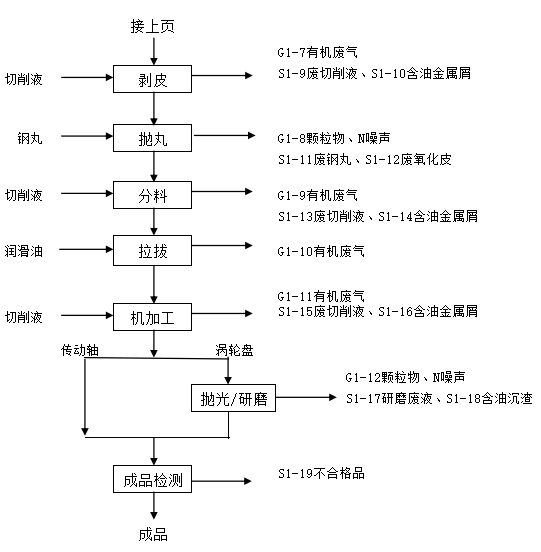 接上页
G1-7有机废气
S1-9废切削液、S1-10含油金属屑
切削液
剥皮
钢丸
抛丸
G1-8颗粒物、N噪声
S1-11废钢丸、S1-12废氧化皮
切削液
分料
G1-9有机废气
S1-13废切削液、S1-14含油金属屑
润滑油
拉拔
G1-10有机废气
切削液
机加工
G1-11有机废气
S1-15废切削液、S1-16含油金属屑
传动轴
涡轮盘
抛光/研磨
G1-12颗粒物、N噪声
S1-17研磨废液、S1-18含油沉渣
成品检测
S1-19不合格品
成品